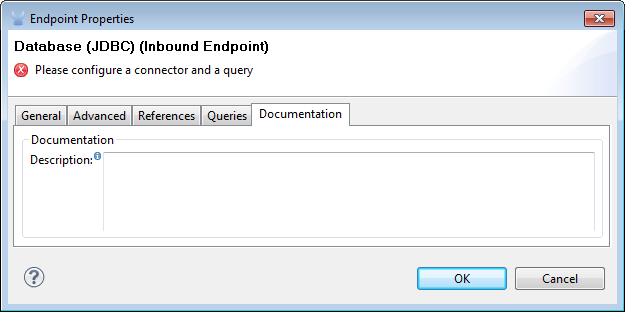 Endpoint Properties
Database (JDBC) (Inbound Endpoint)
Please configure a connector and a query
General Advanced References Queries Documentation
Documentation
Description:
OK Cancel